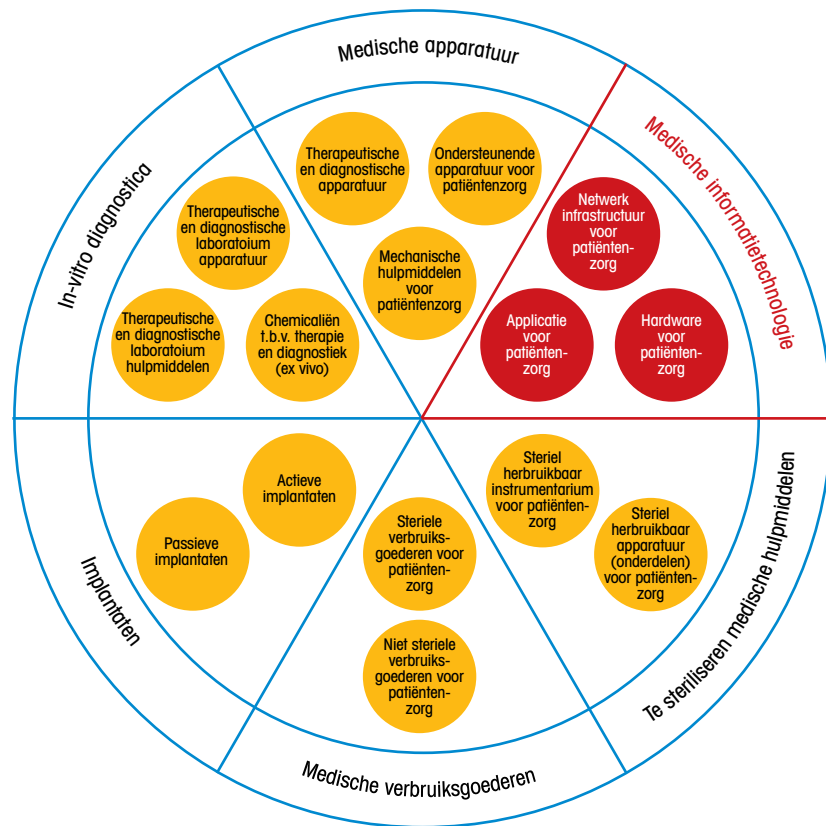 Medische apparatuur
Therapeutische
en diagnostische
apparatuur
Ondersteunende
apparatuur voor
patiëntenzorg
Mechanische
hulpmiddelen
voor
patiëntenzorg
Medische informatietechnologie
Netwerk
infrastructuur
voor
patiënten-
zorg
Applicatie
voor
patiënten-
zorg
Hardware
voor
patiënten-
zorg
Te steriliseren medische hulpmiddelen
Steriel
herbruikbaar
instrumentarium
voor patiënten-
zorg
Steriel
herbruikbaar
apparatuur
(onderdelen)
voor patiënten-
zorg
Medische verbruiksgoederen
Steriele
verbruiks-
goederen voor
patiënten-
zorg
Niet steriele
verbruiks-
goederen voor
patiënten-
zorg
Implantaten
Actieve
implantaten
Passieve
implantaten
In-vitro diagnostica
Therapeutische
en diagnostische
laboratoium
apparatuur
Therapeutische
en diagnostische
laboratoium
hulpmiddelen
Chemicaliën
t.b.v. therapie
en diagnostiek
(ex vivo)